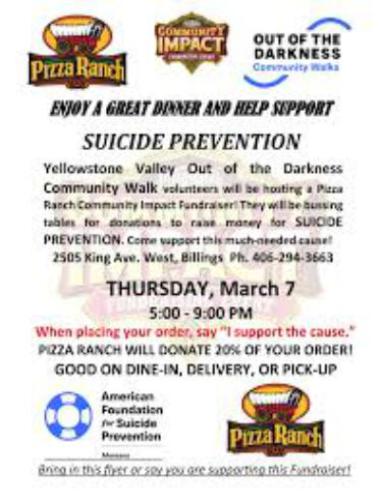 Pizza Ranch
COMMUNITY
IMPACT
OUT OF THE
DARKNESS
Community Walks
ENJOY A GREAT DINNER AND HELP SUPPORT
SUICIDE PREVENTION
Yellowstone Valley Out of the Darkness
Community Walk volunteers will be hosting a Pizza
Ranch Community Impact Fundraiser! They will be bussing
tables for donations to raise money for SUICIDE
PREVENTION. Come support this much-needed cause!
2505 King Ave. West, Billings Ph. 406-294-3663
THURSDAY, March 7
5:00 - 9:00 PM
When placing your order, say "I support the cause."
PIZZA RANCH WILL DONATE 20% OF YOUR ORDER!
GOOD ON DINE-IN, DELIVERY, OR PICK-UP
American
Foundation
for Suicide
Prevention
Montana
Pizza Ranch
Bring in this flyer or say you are supporting this Fundraiser!